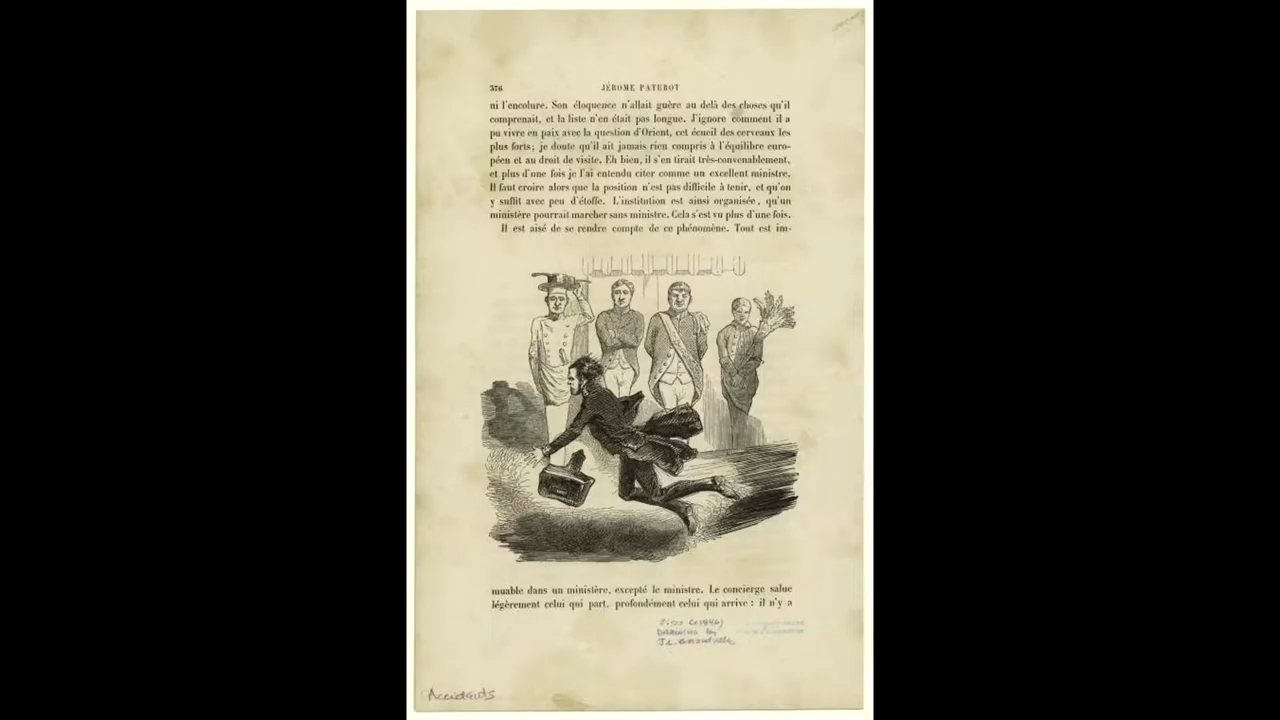 376 JÉROME PATUROT
ni l'encolure. Son éloquence n'allait guère au delà des choses qu'il
comprenait, et la liste n'en était pas longue. J'ignore comment il a
pu vivre en paix avec la question d'Orient, cet écueil des cerveaux les
plus forts; je doute qu'il ait jamais rien compris à l'équilibre euro-
péen et au droit de visite. Eh bien, il s'en tirait très-convenablement,
et plus d'une fois je l'ai entendu citer comme un excellent ministre.
Il faut croire alors que la position n'est pas difficile à tenir, et qu'on
y suffit avec peu d'étoffe. L'institution est ainsi organisée, qu'un
ministère pourrait marcher sans ministre. Cela s'est vu plus d'une fois.
Il est aisé de se rendre compte de ce phénomène. Tout est im-
muable dans un ministère, excepté le ministre. Le concierge salue
légèrement celui qui part, profondément celui qui arrive : il n'y a
(1846)
by
Accidents